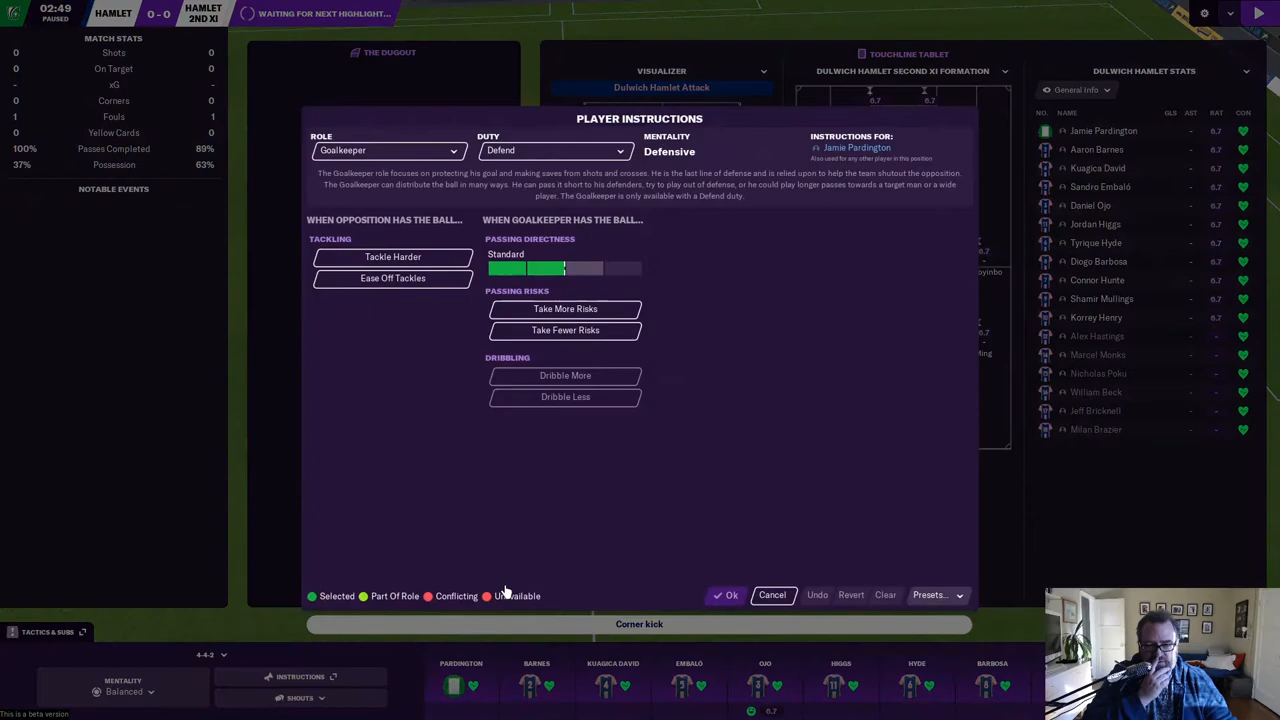 02:49
PAUSED
HAMLET
0 - 0
HAMLET
2ND XI
WAITING FOR NEXT HIGHLIGHT...
MATCH STATS
0 Shots 0
0 On Target 0
- xG -
0 Corners 0
1 Fouls 1
0 Yellow Cards 0
100% Passes Completed 89%
37% Possession 63%
NOTABLE EVENTS
THE DUGOUT
TOUCHLINE TABLET
VISUALIZER
Dulwich Hamlet Attack
DULWICH HAMLET SECOND XI FORMATION
6.7 6.7
DULWICH HAMLET STATS
General Info
NO. NAME GLS AST RAT CON
Jamie Pardington - - 6.7
2 Aaron Barnes - - 6.7
Kuagica David - - 6.7
Sandro Embaló - - 6.7
Daniel Ojo - - 6.7
Jordan Higgs - - 6.7
Tyrique Hyde - - 6.7
Diogo Barbosa - - 6.7
Connor Hunte - - 6.7
Shamir Mullings - - 6.7
Korrey Henry - - 6.7
Alex Hastings - - -
Marcel Monks - - -
Nicholas Poku - - -
William Beck - - -
Jeff Bricknell - - -
Milan Brazier - - -
PLAYER INSTRUCTIONS
ROLE
Goalkeeper
DUTY
Defend
MENTALITY
Defensive
INSTRUCTIONS FOR:
Jamie Pardington
Also used for any other player in this position
The Goalkeeper role focuses on protecting his goal and making saves from shots and crosses. He is the last line of defense and is relied upon to help the team shutout the opposition.
The Goalkeeper can distribute the ball in many ways. He can pass it short to his defenders, try to play out of defense, or he could play longer passes towards a target man or a wide
player. The Goalkeeper is only available with a Defend duty.
WHEN OPPOSITION HAS THE BALL...
TACKLING
Tackle Harder
Ease Off Tackles
WHEN GOALKEEPER HAS THE BALL...
PASSING DIRECTNESS
Standard
PASSING RISKS
Take More Risks
Take Fewer Risks
DRIBBLING
Dribble More
Dribble Less
Selected
Part Of Role
Conflicting
Ok
Cancel
Undo
Revert
Clear
Presets...
Corner kick
TACTICS & SUBS
4-4-2
MENTALITY
Balanced
INSTRUCTIONS
SHOUTS
PARDINGTON BARNES KUAGICA DAVID EMBALÓ OJO HIGGS HYDE BARBOSA
2 4 11
6.7
This is a beta version